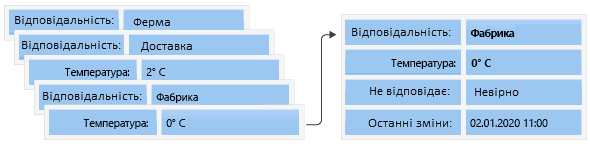 Відповідальність: Ферма
Відповідальність: Доставка
Температура: 2° C
Відповідальність: Фабрика
Температура: 0° C
Відповідальність: Фабрика
Температура: 0° C
Не відповідає: Невірно
Останні зміни: 02.01.2020 11:00